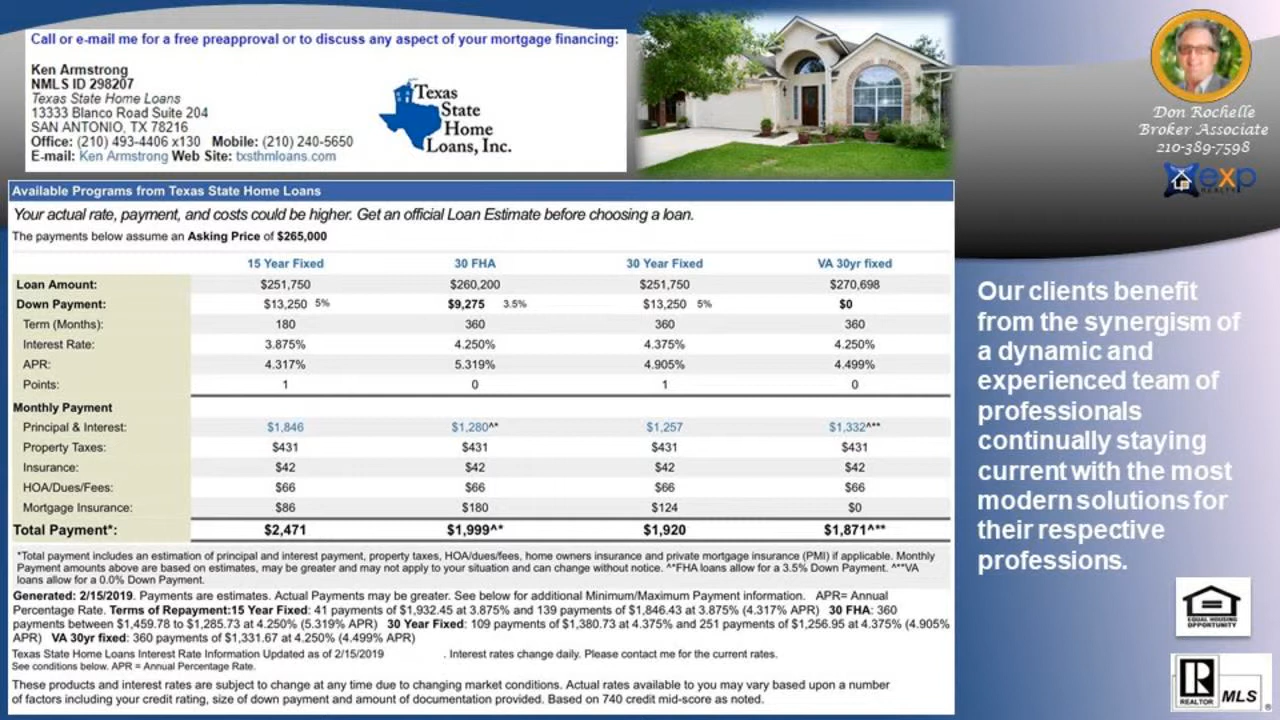 Call or e-mail me for a free preapproval or to discuss any aspect of your mortgage financing:
Ken Armstrong
NMLS ID 298207
Texas State Home Loans
13333 Blanco Road Suite 204
SAN ANTONIO, TX 78216
Office: (210) 493-4406 x130 Mobile: (210) 240-5650
E-mail: Ken Armstrong Web Site: txsthmloans.com
Texas
State
Home
Loans, Inc.
Don Rochelle
Broker Associate
210-389-7598
exp
REALTY
Available Programs from Texas State Home Loans
Your actual rate, payment, and costs could be higher. Get an official Loan Estimate before choosing a loan.
The payments below assume an Asking Price of $265,000
15 Year Fixed 30 FHA 30 Year Fixed VA 30yr fixed
Loan Amount: $251,750 $260,200 $251,750 $270,698
Down Payment: $13,250 5% $9,275 3.5% $13,250 5% $0
Term (Months): 180 360 360 360
Interest Rate: 3.875% 4.250% 4.375% 4.250%
APR: 4.317% 5.319% 4.905% 4.499%
Points: 1 0 1 0
Monthly Payment
Principal & Interest: $1,846 $1,280^* $1,257 $1,332^**
Property Taxes: $431 $431 $431 $431
Insurance: $42 $42 $42 $42
HOA/Dues/Fees: $66 $66 $66 $66
Mortgage Insurance: $86 $180 $124 $0
Total Payment*: $2,471 $1,999^* $1,920 $1,871^**
*Total payment includes an estimation of principal and interest payment, property taxes, HOA/dues/fees, home owners insurance and private mortgage insurance (PMI) if applicable. Monthly
Payment amounts above are based on estimates, may be greater and may not apply to your situation and can change without notice. ^*FHA loans allow for a 3.5% Down Payment. ^**VA
loans allow for a 0.0% Down Payment.
Generated: 2/15/2019. Payments are estimates. Actual Payments may be greater. See below for additional Minimum/Maximum Payment information. APR= Annual
Percentage Rate. Terms of Repayment:15 Year Fixed: 41 payments of $1,932.45 at 3.875% and 139 payments of $1,846.43 at 3.875% (4.317% APR) 30 FHA: 360
payments between $1,459.78 to $1,285.73 at 4.250% (5.319% APR) 30 Year Fixed: 109 payments of $1,380.73 at 4.375% and 251 payments of $1,256.95 at 4.375% (4.905%
APR) VA 30yr fixed: 360 payments of $1,331.67 at 4.250% (4.499% APR)
Texas State Home Loans Interest Rate Information Updated as of 2/15/2019 . Interest rates change daily. Please contact me for the current rates.
See conditions below. APR = Annual Percentage Rate.
These products and interest rates are subject to change at any time due to changing market conditions. Actual rates available to you may vary based upon a number
of factors including your credit rating, size of down payment and amount of documentation provided. Based on 740 credit mid-score as noted.
Our clients benefit
from the synergism of
a dynamic and
experienced team of
professionals
continually staying
current with the most
modern solutions for
their respective
professions.
EQUAL HOUSING
OPPORTUNITY
R
REALTOR
MLS
®